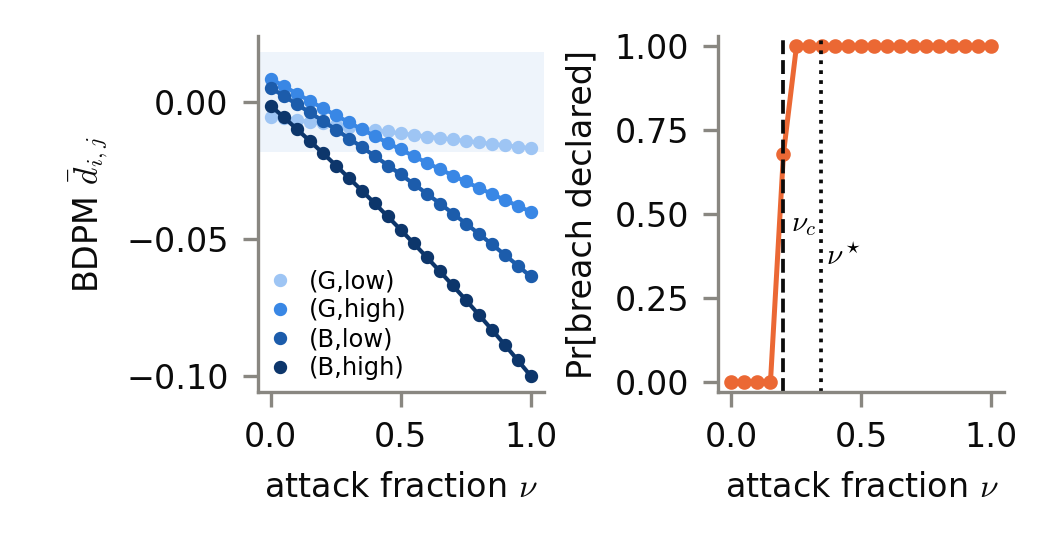 BDPM d̄i,j
0.00
−0.05
−0.10
(G,low)
(G,high)
(B,low)
(B,high)
0.0 0.5 1.0
attack fraction ν
Pr[breach declared]
1.00
0.75
0.50
0.25
0.00
νc
ν⋆
0.0 0.5 1.0
attack fraction ν